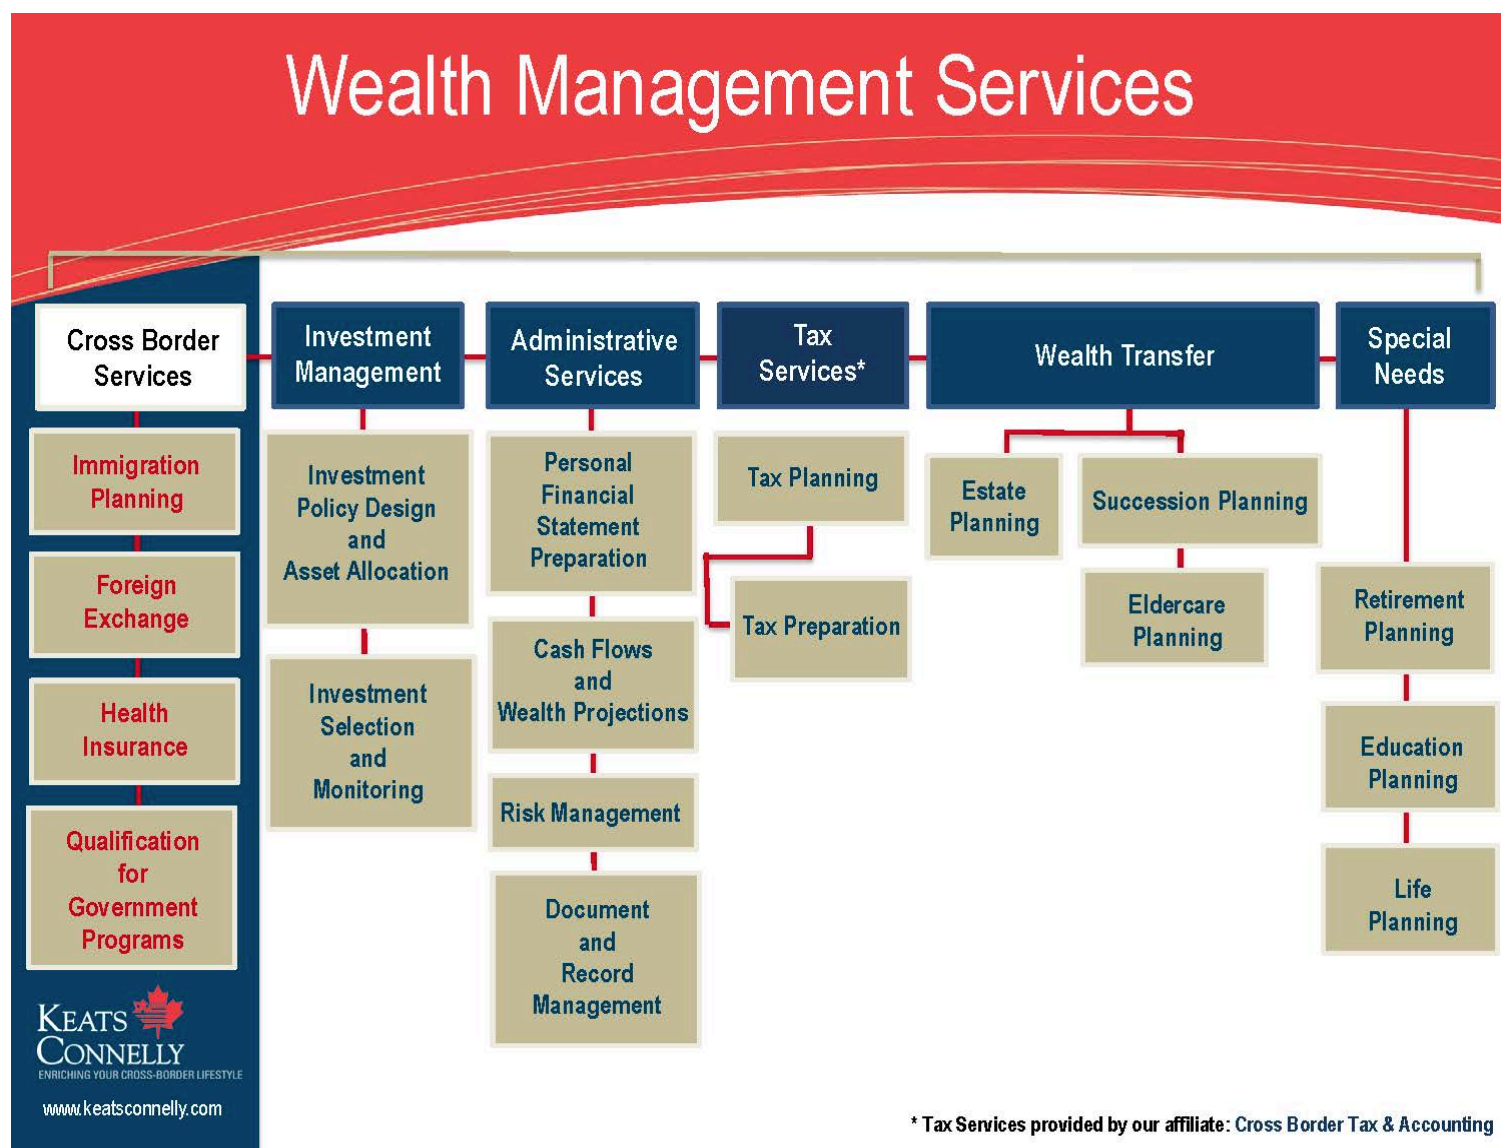 Wealth Management Services
Cross Border
Services
Immigration
Planning
Foreign
Exchange
Health
Insurance
Qualification
for
Government
Programs
Investment
Management
Investment
Policy Design
and
Asset Allocation
Investment
Selection
and
Monitoring
Administrative
Services
Personal
Financial
Statement
Preparation
Cash Flows
and
Wealth Projections
Risk Management
Document
and
Record
Management
Tax
Services*
Tax Planning
Tax Preparation
Wealth Transfer
Estate
Planning
Succession Planning
Eldercare
Planning
Special
Needs
Retirement
Planning
Education
Planning
Life
Planning
KEATS
CONNELLY
ENRICHING YOUR CROSS-BORDER LIFESTYLE
www.keatsconnelly.com
* Tax Services provided by our affiliate: Cross Border Tax & Accounting